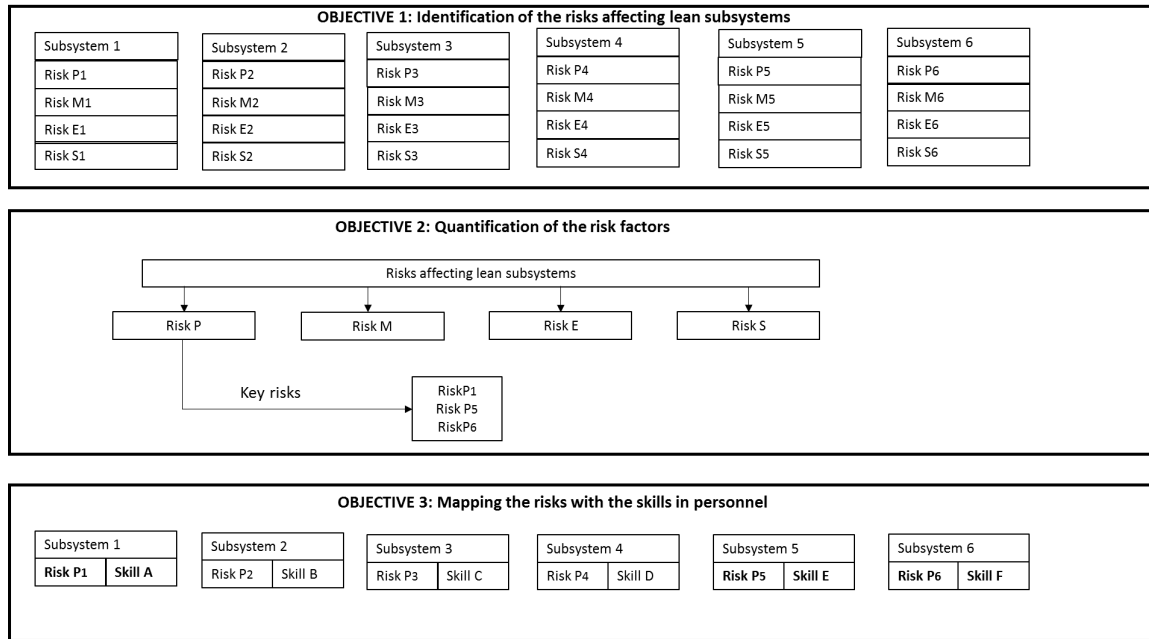 OBJECTIVE 1: Identification of the risks affecting lean subsystems
Subsystem 1
Risk P1
Risk M1
Risk E1
Risk S1
Subsystem 2
Risk P2
Risk M2
Risk E2
Risk S2
Subsystem 3
Risk P3
Risk M3
Risk E3
Risk S3
Subsystem 4
Risk P4
Risk M4
Risk E4
Risk S4
Subsystem 5
Risk P5
Risk M5
Risk E5
Risk S5
Subsystem 6
Risk P6
Risk M6
Risk E6
Risk S6
OBJECTIVE 2: Quantification of the risk factors
Risks affecting lean subsystems
Risk P
Risk M
Risk E
Risk S
Key risks
RiskP1
Risk P5
RiskP6
OBJECTIVE 3: Mapping the risks with the skills in personnel
Subsystem 1
Risk P1 Skill A
Subsystem 2
Risk P2 Skill B
Subsystem 3
Risk P3 Skill C
Subsystem 4
Risk P4 Skill D
Subsystem 5
Risk P5 Skill E
Subsystem 6
Risk P6 Skill F